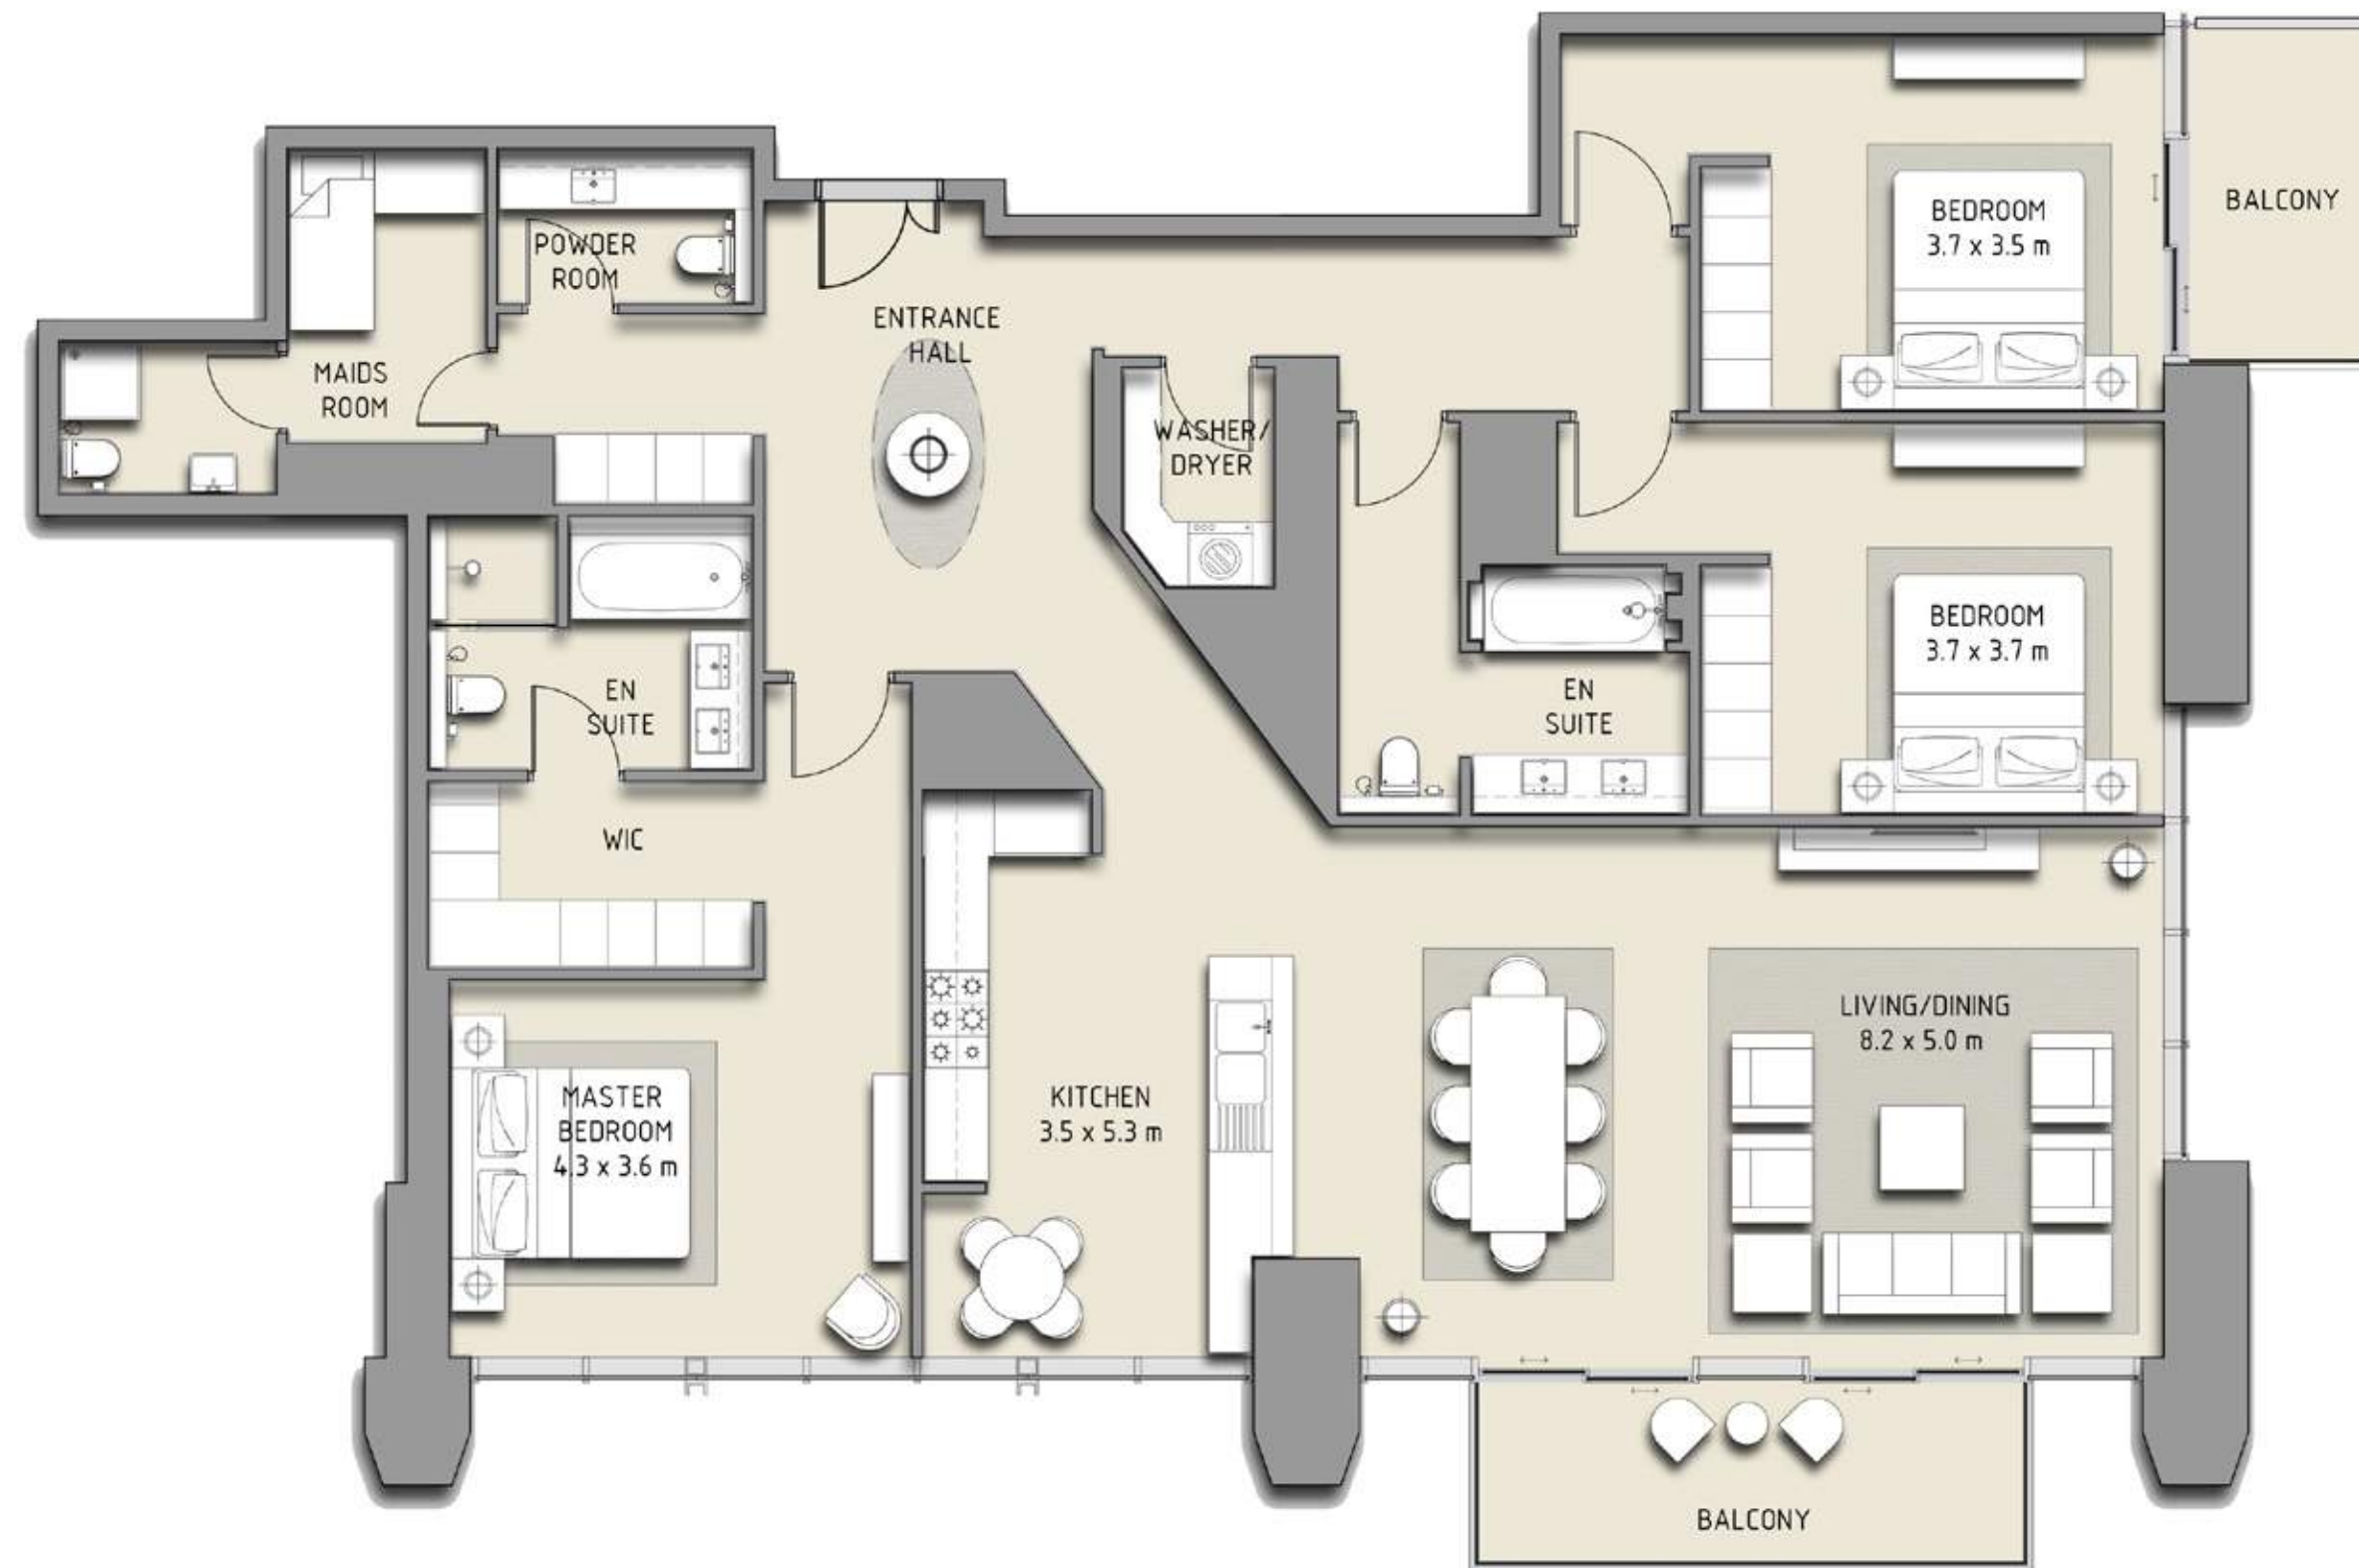 BEDROOM
3.7 x 3.5 m
BALCONY
POWDER
ROOM
ENTRANCE
HALL
MAIDS
ROOM
WASHER/
DRYER
BEDROOM
3.7 x 3.7 m
EN
SUITE
EN
SUITE
WIC
LIVING/DINING
8.2 x 5.0 m
MASTER
BEDROOM
4.3 x 3.6 m
KITCHEN
3.5 x 5.3 m
BALCONY